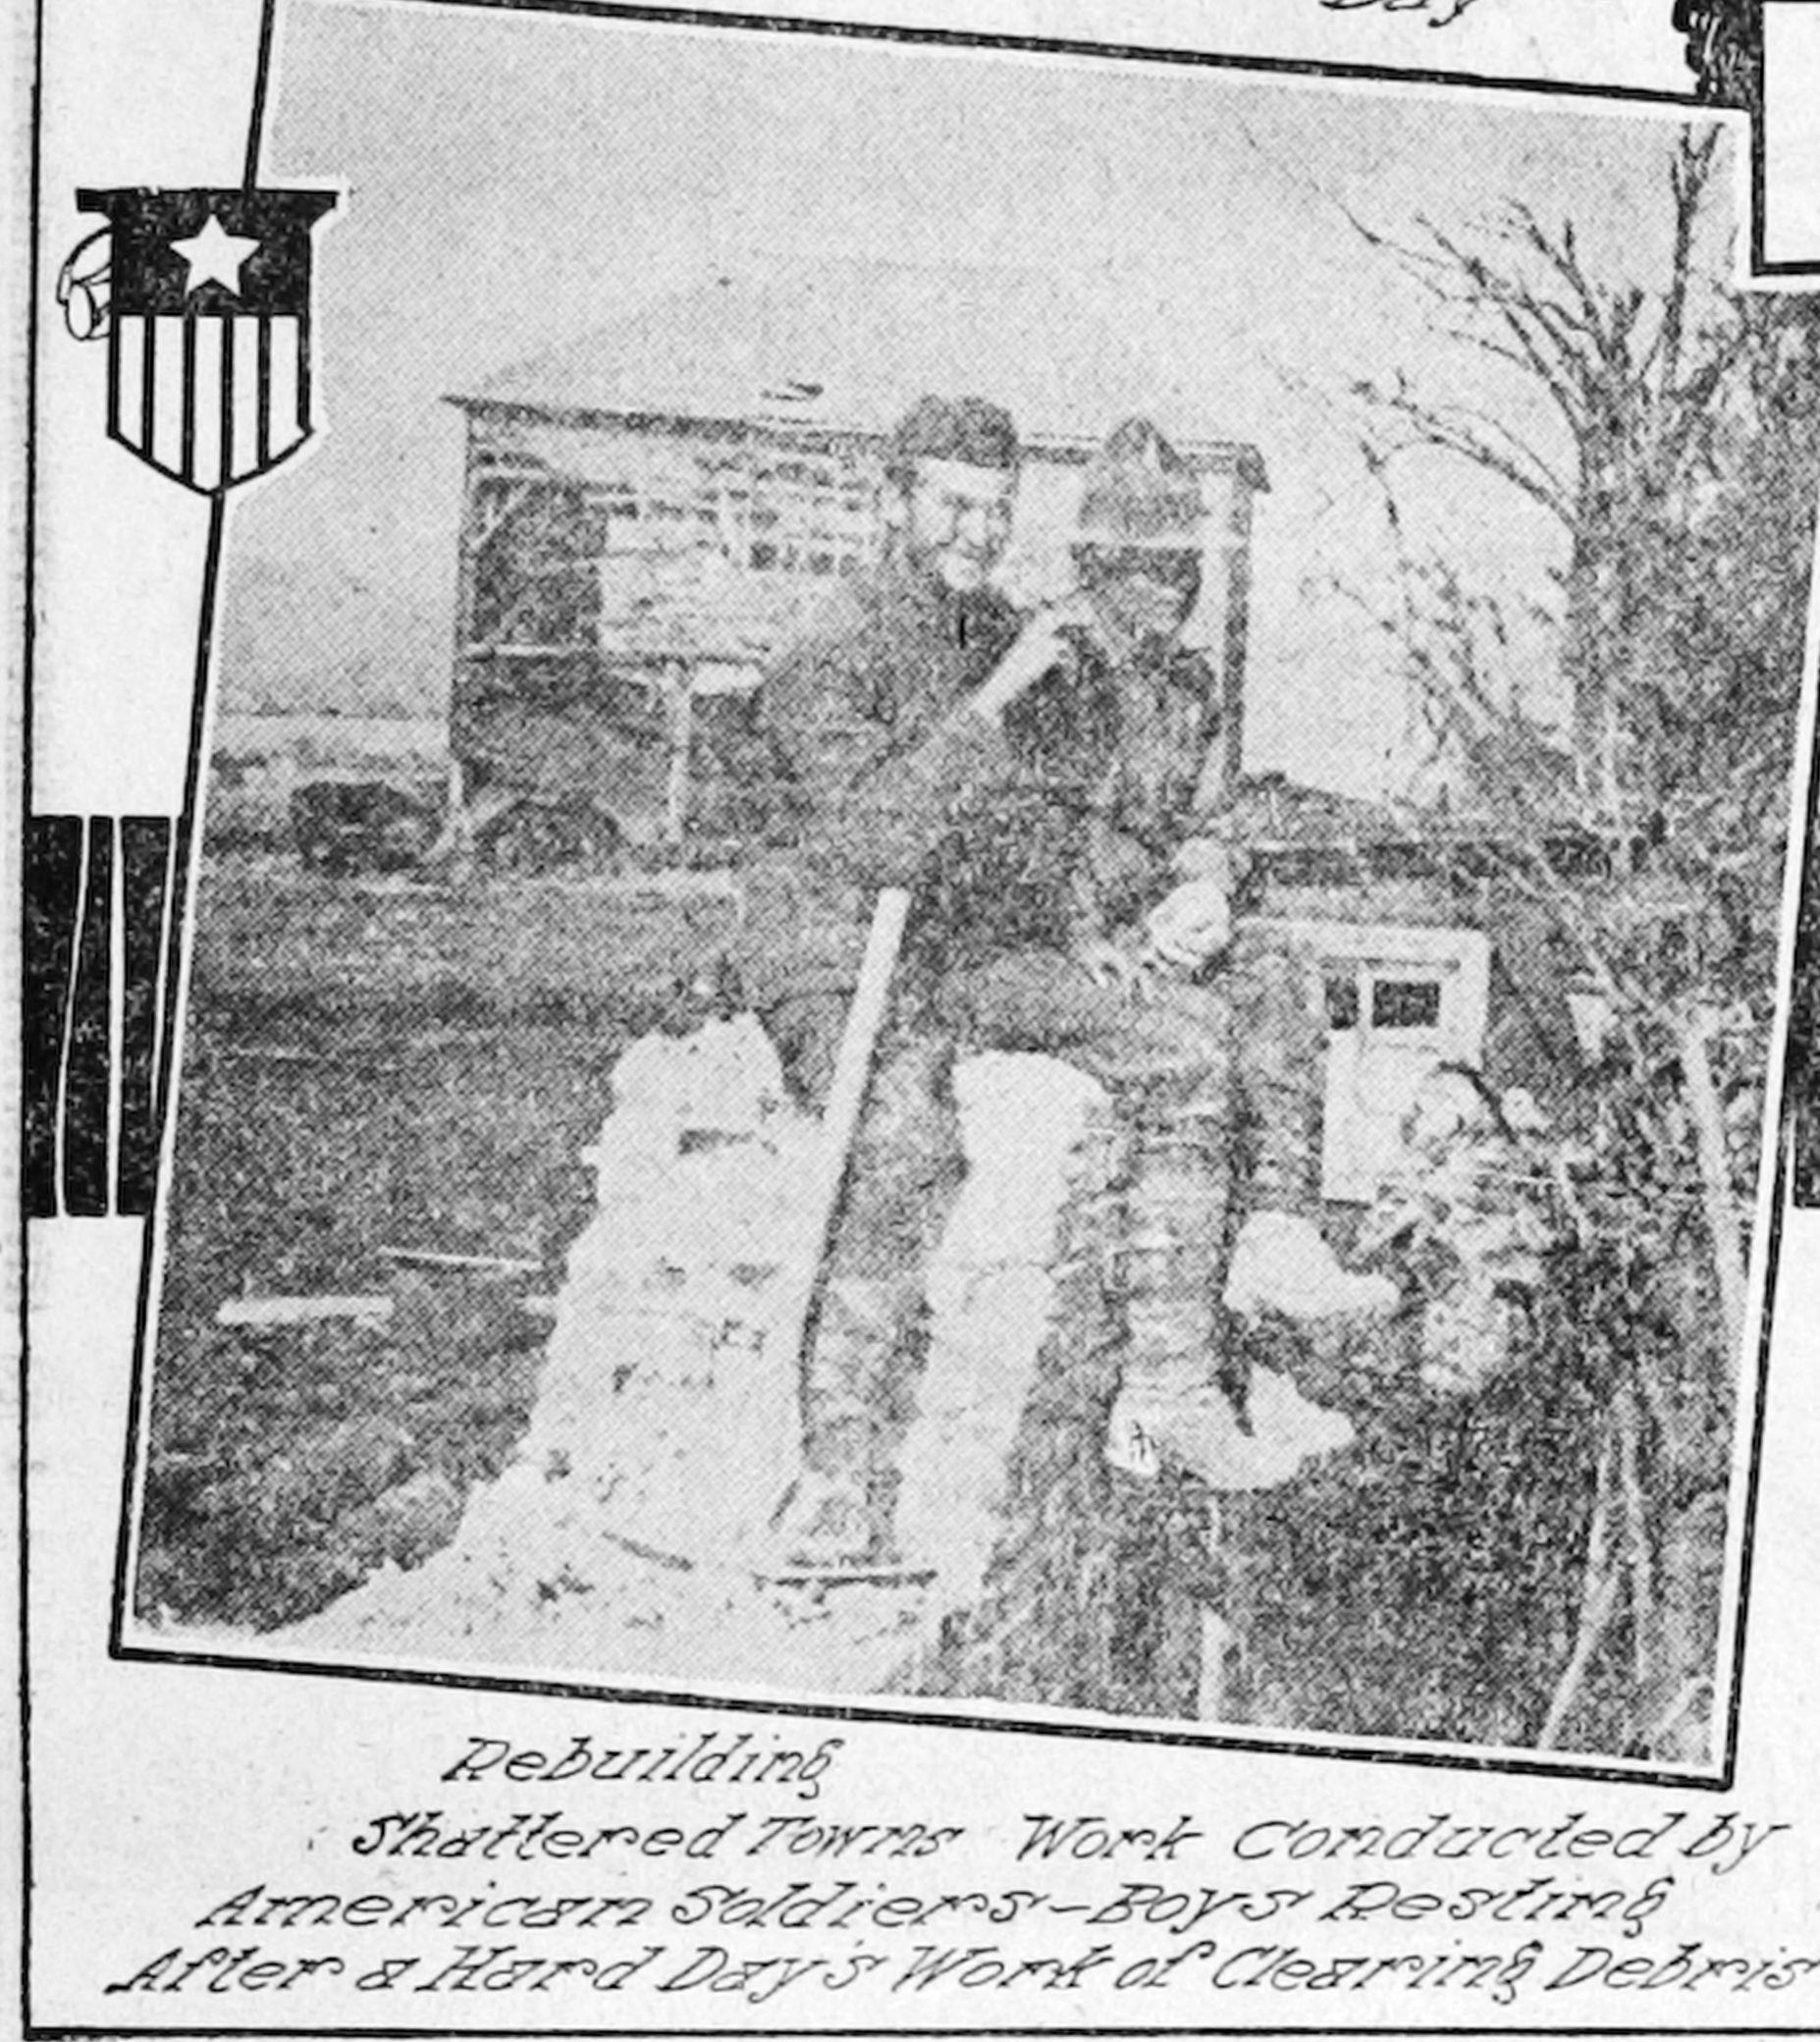 Day
Rebuilding
Shattered Towns Work Conducted by
American Soldiers-Boys Resting
After a Hard Day's Work of Clearing Debris